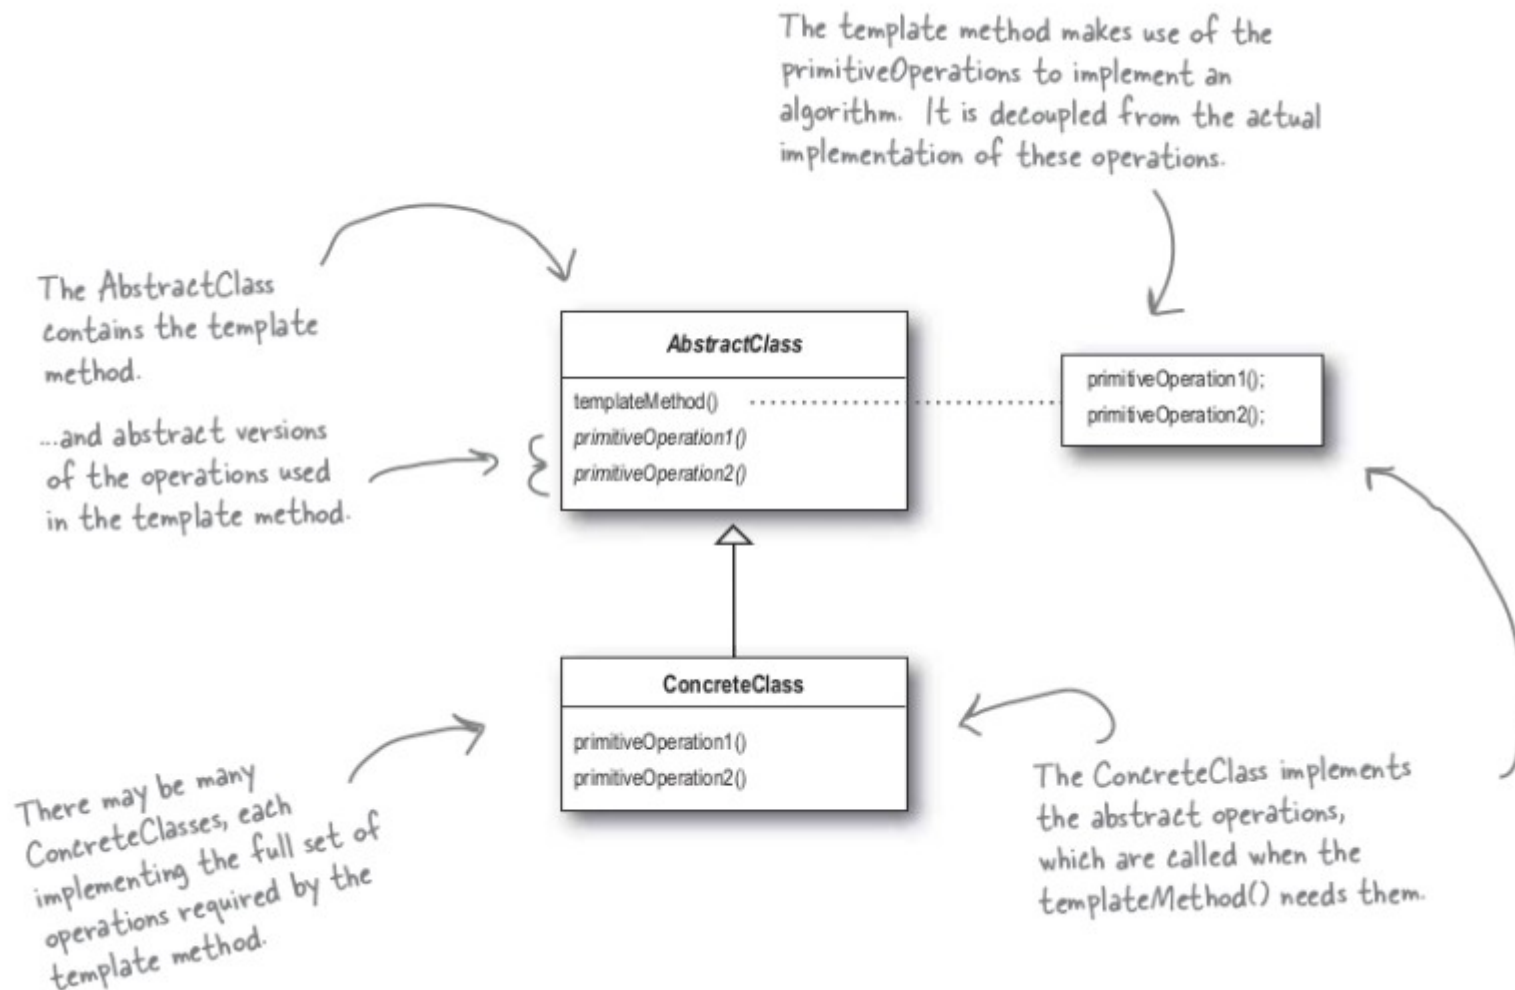 The template method makes use of the
primitiveOperations to implement an
algorithm. It is decoupled from the actual
implementation of these operations.
The AbstractClass
contains the template
method.
...and abstract versions
of the operations used
in the template method.
AbstractClass
templateMethod()
primitiveOperation1()
primitiveOperation2()
primitiveOperation1();
primitiveOperation2();
ConcreteClass
primitiveOperation1()
primitiveOperation2()
There may be many
ConcreteClasses, each
implementing the full set of
operations required by the
template method.
The ConcreteClass implements
the abstract operations,
which are called when the
templateMethod() needs them.